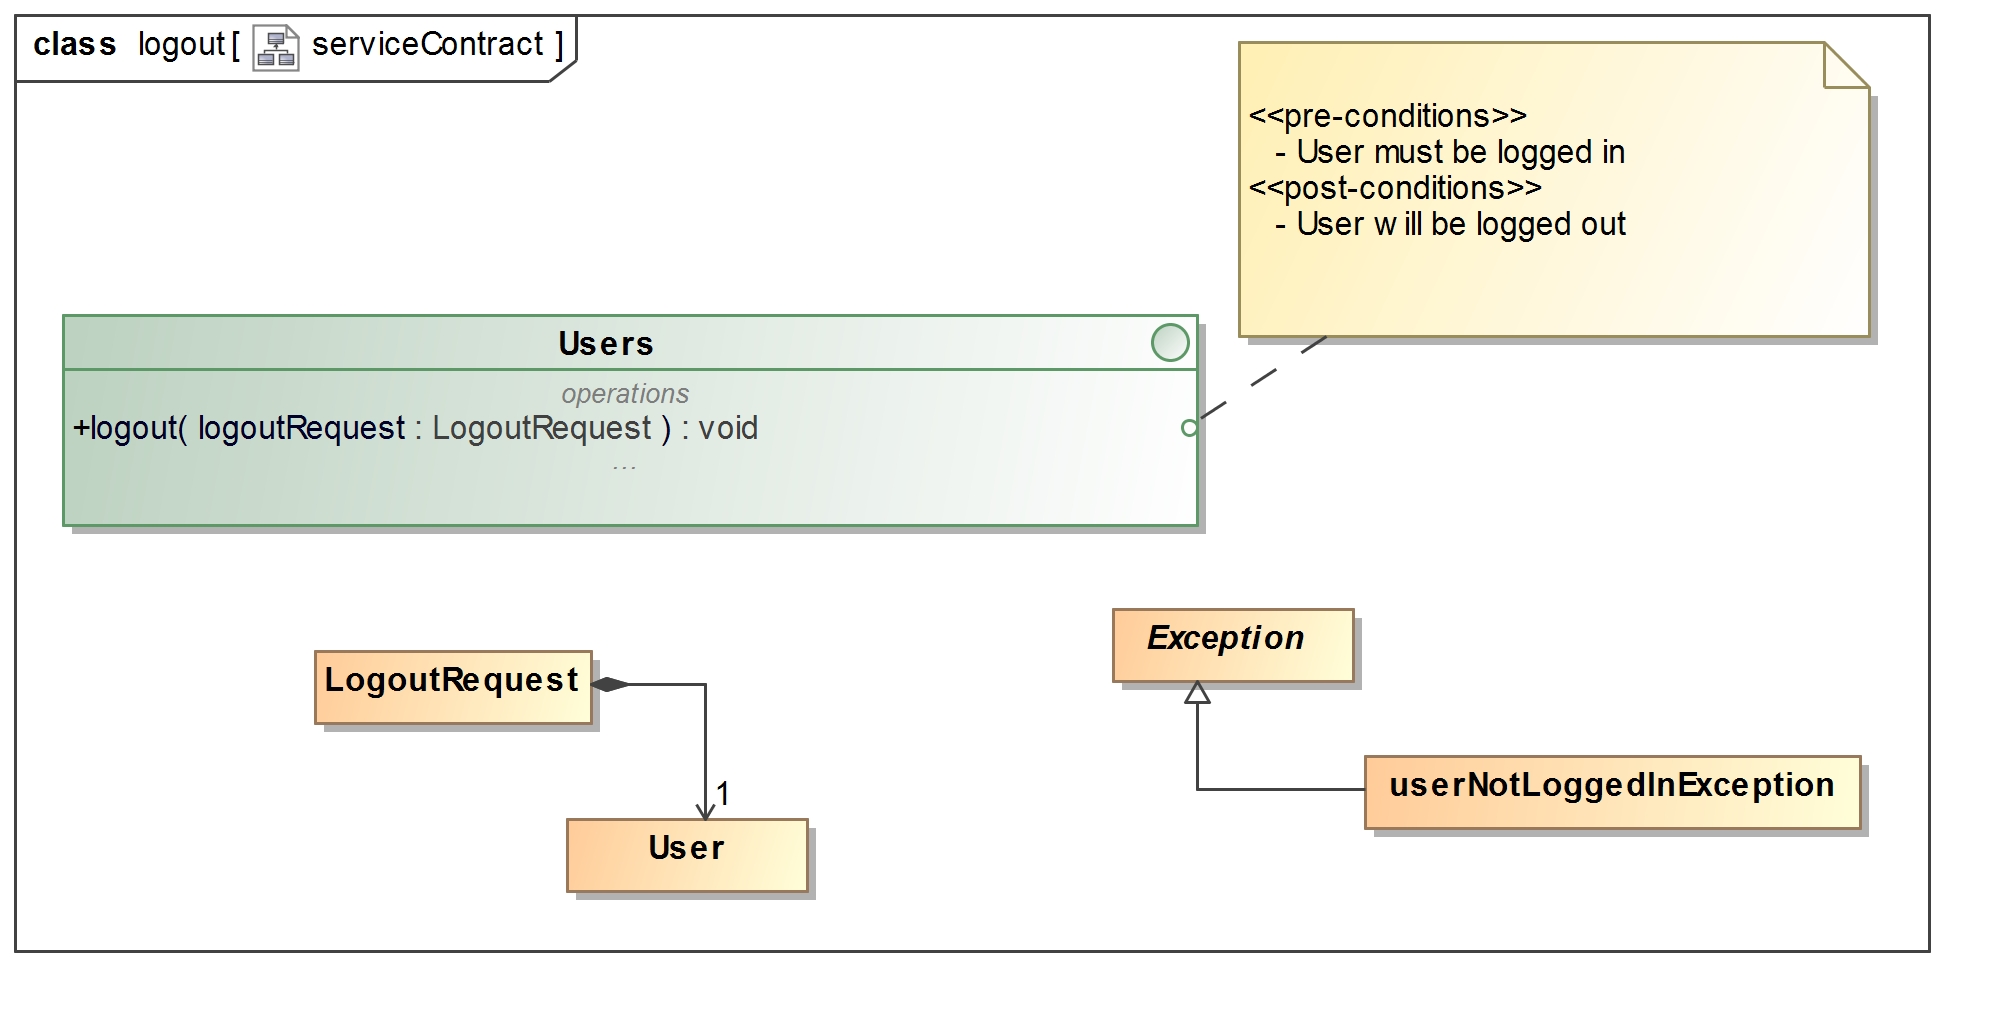 class logout [ serviceContract ]
<<pre-conditions>>
- User must be logged in
<<post-conditions>>
- User will be logged out
Users
operations
+logout( logoutRequest : LogoutRequest ) : void
...
Exception
LogoutRequest
userNotLoggedInException
1
User